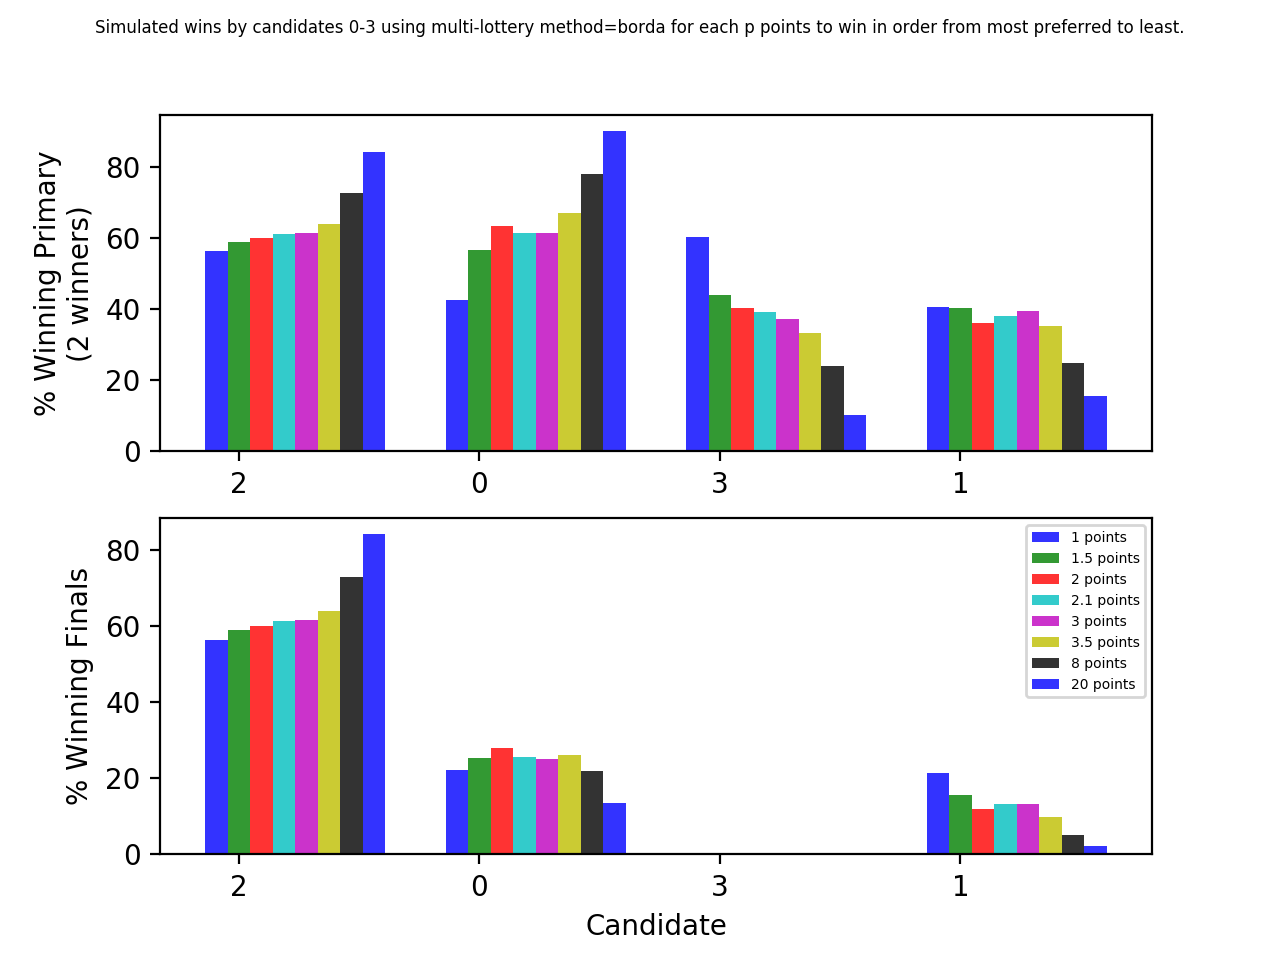 Simulated wins by candidates 0-3 using multi-lottery method=borda for each p points to win in order from most preferred to least.
% Winning Primary
(2 winners)
80
60
40
20
0
2 0 3 1
% Winning Finals
80
60
40
20
0
1 points
1.5 points
2 points
2.1 points
3 points
3.5 points
8 points
20 points
2 0 3 1
Candidate